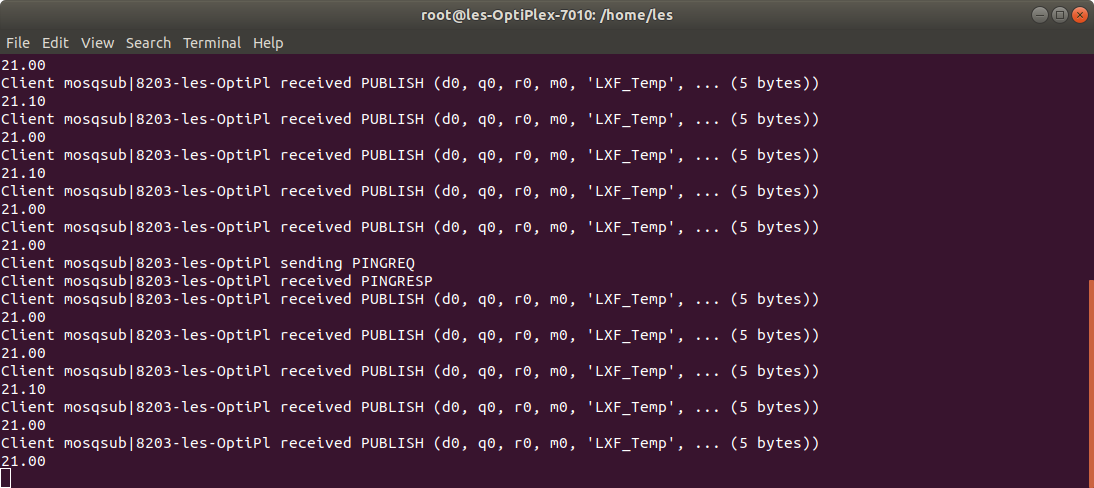 root@les-OptiPlex-7010: /home/les
File Edit View Search Terminal Help
21.00
Client mosqsub|8203-les-OptiPl received PUBLISH (d0, q0, r0, m0, 'LXF_Temp', ... (5 bytes))
21.10
Client mosqsub|8203-les-OptiPl received PUBLISH (d0, q0, r0, m0, 'LXF_Temp', ... (5 bytes))
21.00
Client mosqsub|8203-les-OptiPl received PUBLISH (d0, q0, r0, m0, 'LXF_Temp', ... (5 bytes))
21.10
Client mosqsub|8203-les-OptiPl received PUBLISH (d0, q0, r0, m0, 'LXF_Temp', ... (5 bytes))
21.00
Client mosqsub|8203-les-OptiPl received PUBLISH (d0, q0, r0, m0, 'LXF_Temp', ... (5 bytes))
21.00
Client mosqsub|8203-les-OptiPl sending PINGREQ
Client mosqsub|8203-les-OptiPl received PINGRESP
Client mosqsub|8203-les-OptiPl received PUBLISH (d0, q0, r0, m0, 'LXF_Temp', ... (5 bytes))
21.00
Client mosqsub|8203-les-OptiPl received PUBLISH (d0, q0, r0, m0, 'LXF_Temp', ... (5 bytes))
21.00
Client mosqsub|8203-les-OptiPl received PUBLISH (d0, q0, r0, m0, 'LXF_Temp', ... (5 bytes))
21.10
Client mosqsub|8203-les-OptiPl received PUBLISH (d0, q0, r0, m0, 'LXF_Temp', ... (5 bytes))
21.00
Client mosqsub|8203-les-OptiPl received PUBLISH (d0, q0, r0, m0, 'LXF_Temp', ... (5 bytes))
21.00